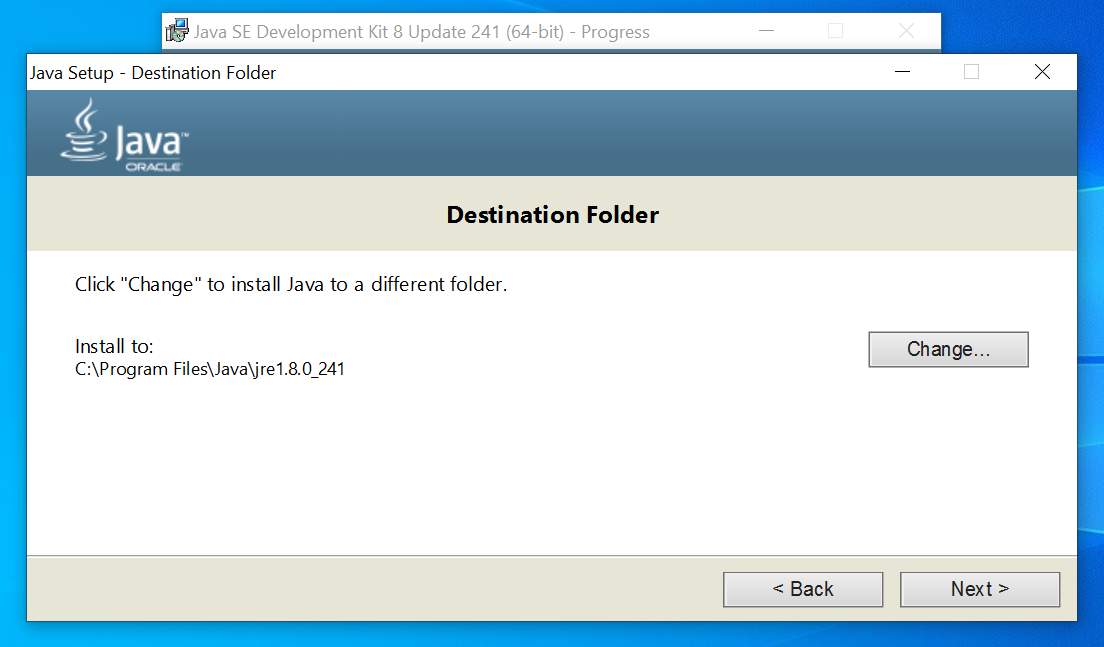 Java SE Development Kit 8 Update 241 (64-bit) - Progress
Java Setup - Destination Folder
Java™
ORACLE
Destination Folder
Click "Change" to install Java to a different folder.
Install to:
Change...
C:\Program Files\Java\jre1.8.0_241
< Back
Next >